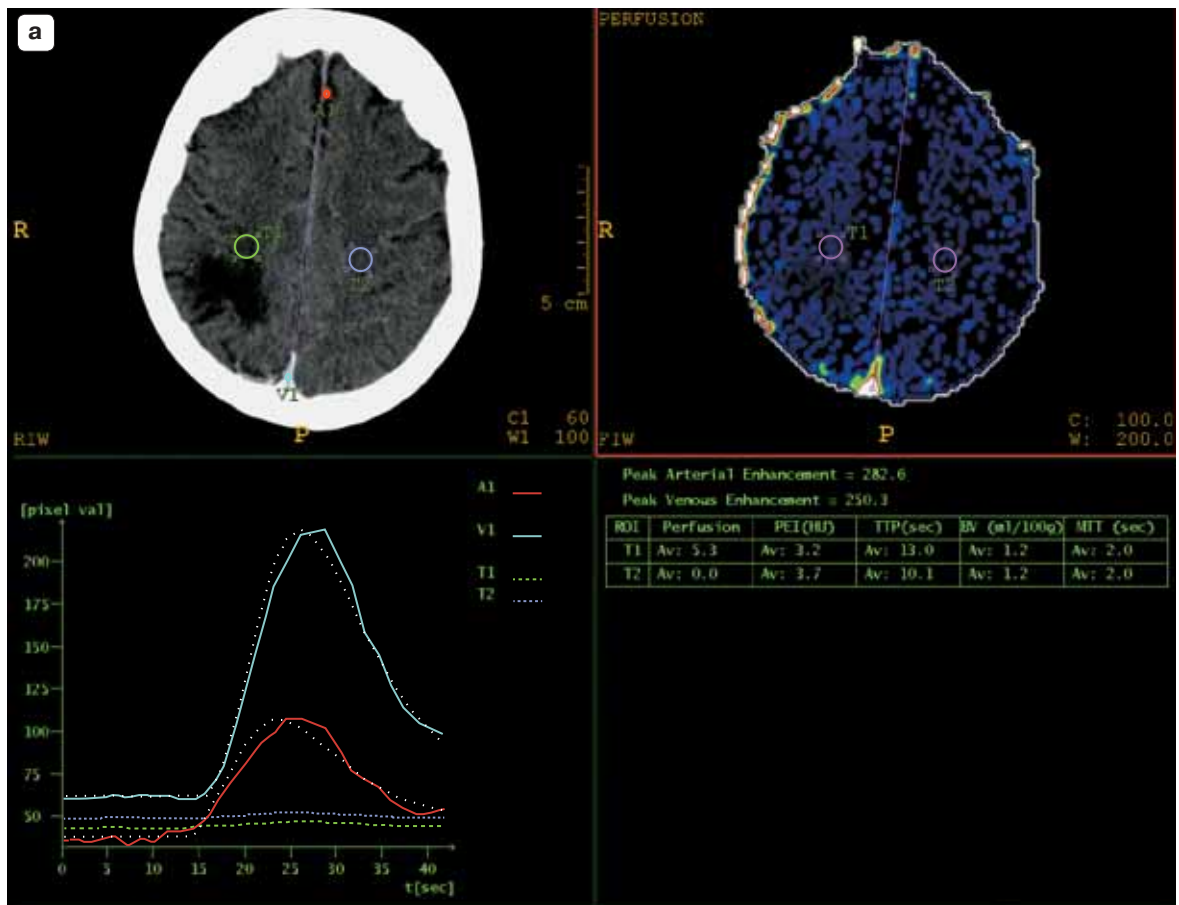 a
PERFUSION
A1
R
T1
T2
5 cm
V1
C1 60
W1 100
RIW
P
R
T1
T2
C: 100.0
W: 200.0
FIW
P
[pixel val]
200
175
150
125
100
75
50
0 5 10 15 20 25 30 35 40
t[sec]
A1
V1
T1
T2
Peak Arterial Enhancement = 282.6
Peak Venous Enhancement = 250.3
ROI Perfusion PEI(HU) TTP(sec) BV (ml/100g) MTT (sec)
T1 Av: 5.3 Av: 3.2 Av: 13.0 Av: 1.2 Av: 2.0
T2 Av: 0.0 Av: 3.7 Av: 10.1 Av: 1.2 Av: 2.0